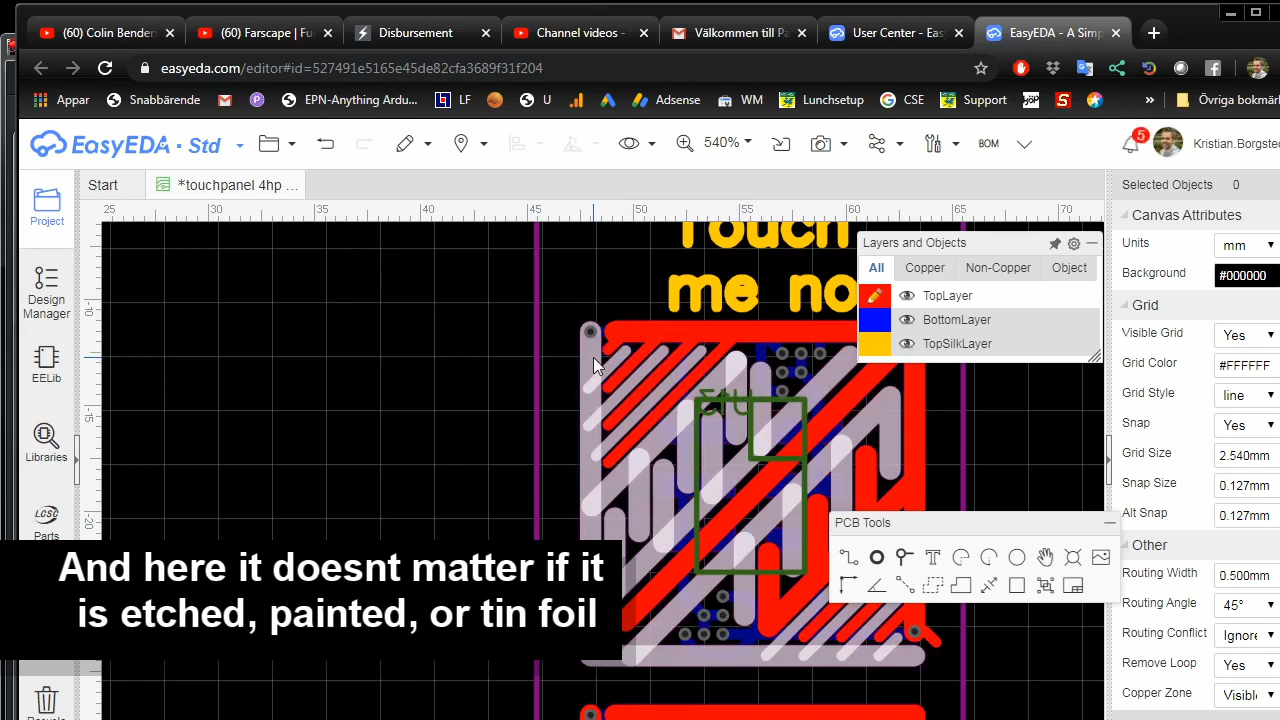 (60) Colin Bender
(60) Farscape | Fu
Disbursement
Channel videos -
Välkommen till Pa
User Center - Eas
EasyEDA - A Simp
easyeda.com/editor#id=527491e5165e45de82cfa3689f31f204
Appar
Snabbärende
EPN-Anything Ardu...
LF
U
Adsense
WM
Lunchsetup
CSE
Support
»
Övriga bokmärk
EasyEDA · Std
540%
BOM
5
Kristian.Borgste
Start
*touchpanel 4hp ...
Project
Design
Manager
EELib
Libraries
LCSC
Parts
25 30 35 40 45 50 55 60 65 70
-10
-15
-20
Touch
me no
Layers and Objects
All Copper Non-Copper Object
TopLayer
BottomLayer
TopSilkLayer
PCB Tools
Selected Objects 0
Canvas Attributes
Units mm
Background #000000
Grid
Visible Grid Yes
Grid Color #FFFFFF
Grid Style line
Snap Yes
Grid Size 2.540mm
Snap Size 0.127mm
Alt Snap 0.127mm
Other
Routing Width 0.500mm
Routing Angle 45°
Routing Conflict Ignore
Remove Loop Yes
Copper Zone Visible
And here it doesnt matter if it
is etched, painted, or tin foil